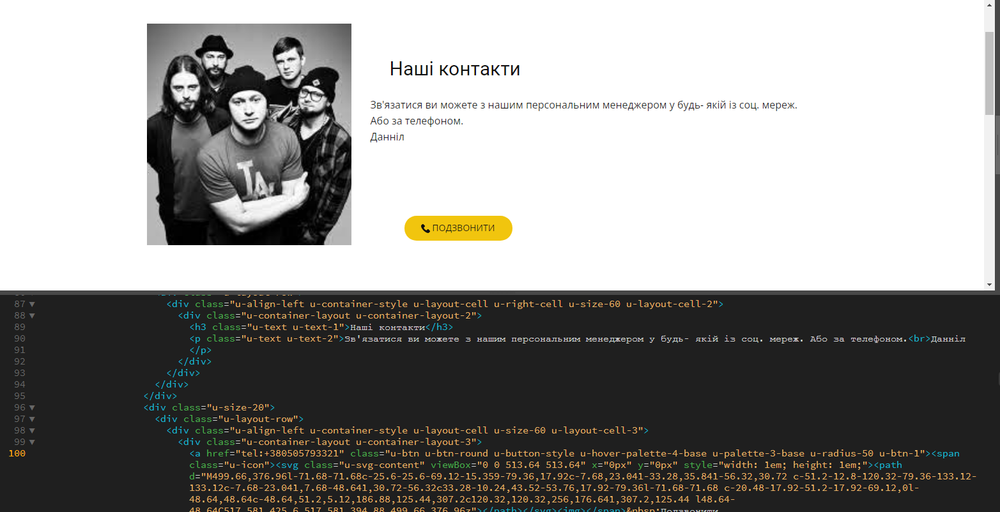 TA
Наші контакти
Зв'язатися ви можете з нашим персональним менеджером у будь- якій із соц. мереж.
Або за телефоном.
Данніл
ПОДЗВОНИТИ
87 <div class="u-align-left u-container-style u-layout-cell u-right-cell u-size-60 u-layout-cell-2">
88 <div class="u-container-layout u-container-layout-2">
89 <h3 class="u-text u-text-1">Наші контакти</h3>
90 <p class="u-text u-text-2">Зв'язатися ви можете з нашим персональним менеджером у будь- якій із соц. мереж. Або за телефоном.<br>Данніл
91 </p>
92 </div>
93 </div>
94 </div>
95 </div>
96 <div class="u-size-20">
97 <div class="u-layout-row">
98 <div class="u-align-left u-container-style u-layout-cell u-size-60 u-layout-cell-3">
99 <div class="u-container-layout u-container-layout-3">
100 <a href="tel:+380505793321" class="u-btn u-btn-round u-button-style u-hover-palette-4-base u-palette-3-base u-radius-50 u-btn-1"><span
class="u-icon"><svg class="u-svg-content" viewBox="0 0 513.64 513.64" x="0px" y="0px" style="width: 1em; height: 1em;"><path
d="M499.66,376.96l-71.68-71.68c-25.6-25.6-69.12-15.359-79.36,17.92c-7.68,23.041-33.28,35.841-56.32,30.72 c-51.2-12.8-120.32-79.36-133.12-
133.12c-7.68-23.041,7.68-48.641,30.72-56.32c33.28-10.24,43.52-53.76,17.92-79.36l-71.68-71.68 c-20.48-17.92-51.2-17.92-69.12,0l-
48.64,48.64c-48.64,51.2,5.12,186.88,125.44,307.2c120.32,120.32,256,176.641,307.2,125.44 l48.64-
48.64C517.581,425.6,517.581,394.88,499.66,376.96z"></path></svg><img></span>&nbsp;Подзвонити